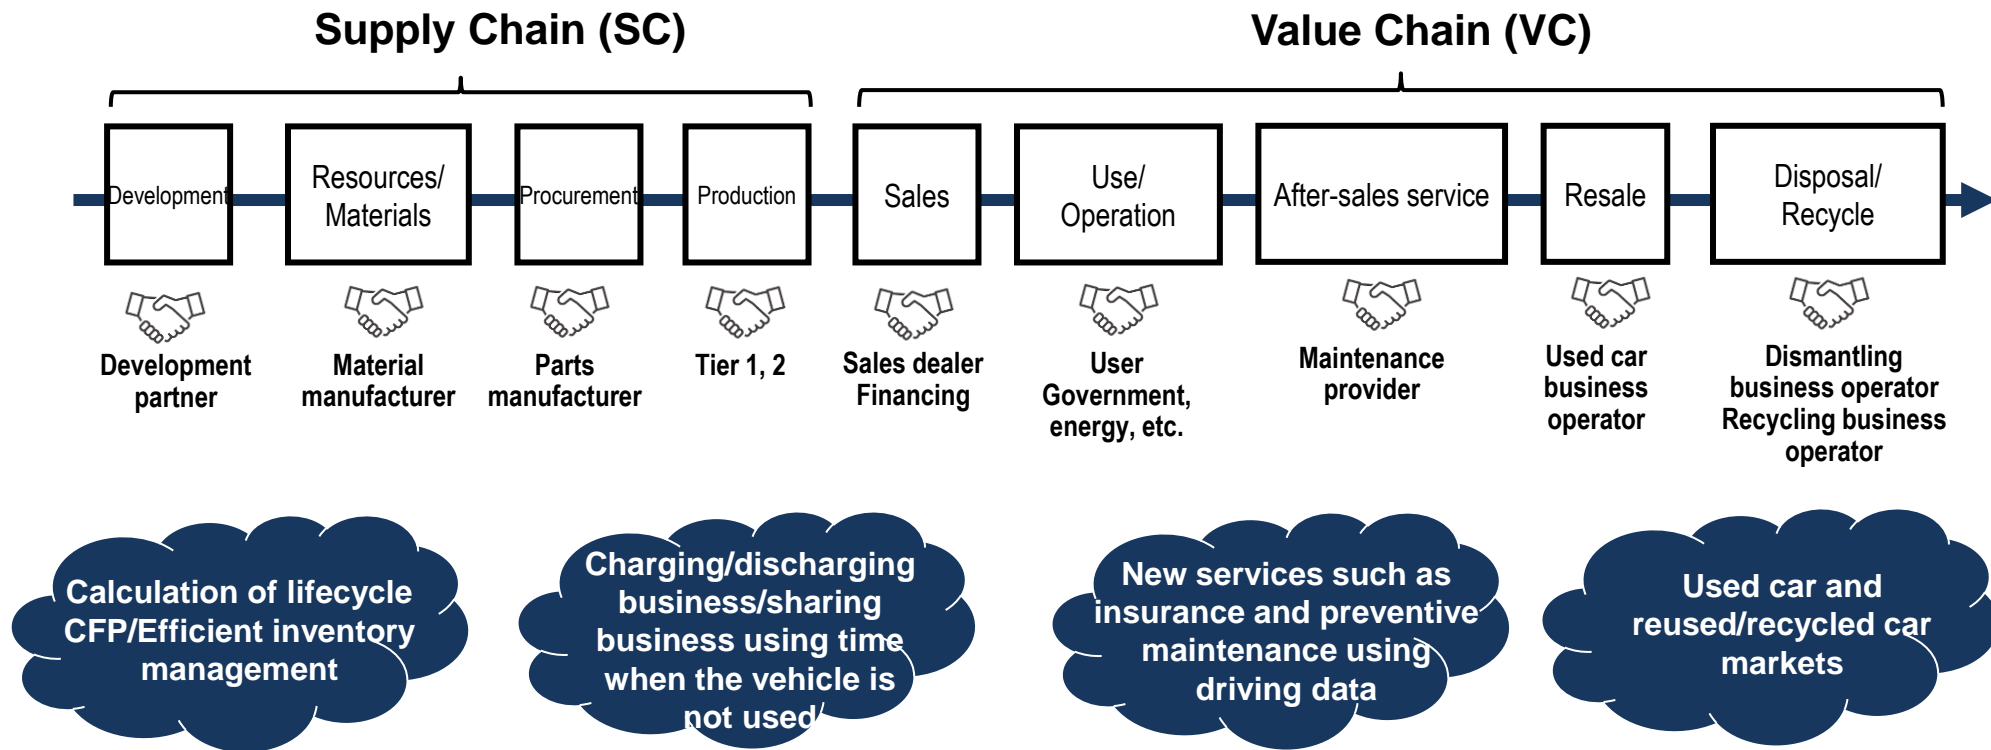 Supply Chain (SC)
Value Chain (VC)
Development
Resources/
Materials
Procurement
Production
Sales
Use/
Operation
After-sales service
Resale
Disposal/
Recycle
Development
partner
Material
manufacturer
Parts
manufacturer
Tier 1, 2
Sales dealer
Financing
User
Government,
energy, etc.
Maintenance
provider
Used car
business
operator
Dismantling
business operator
Recycling business
operator
Calculation of lifecycle
CFP/Efficient inventory
management
Charging/discharging
business/sharing
business using time
when the vehicle is
not used
New services such as
insurance and preventive
maintenance using
driving data
Used car and
reused/recycled car
markets